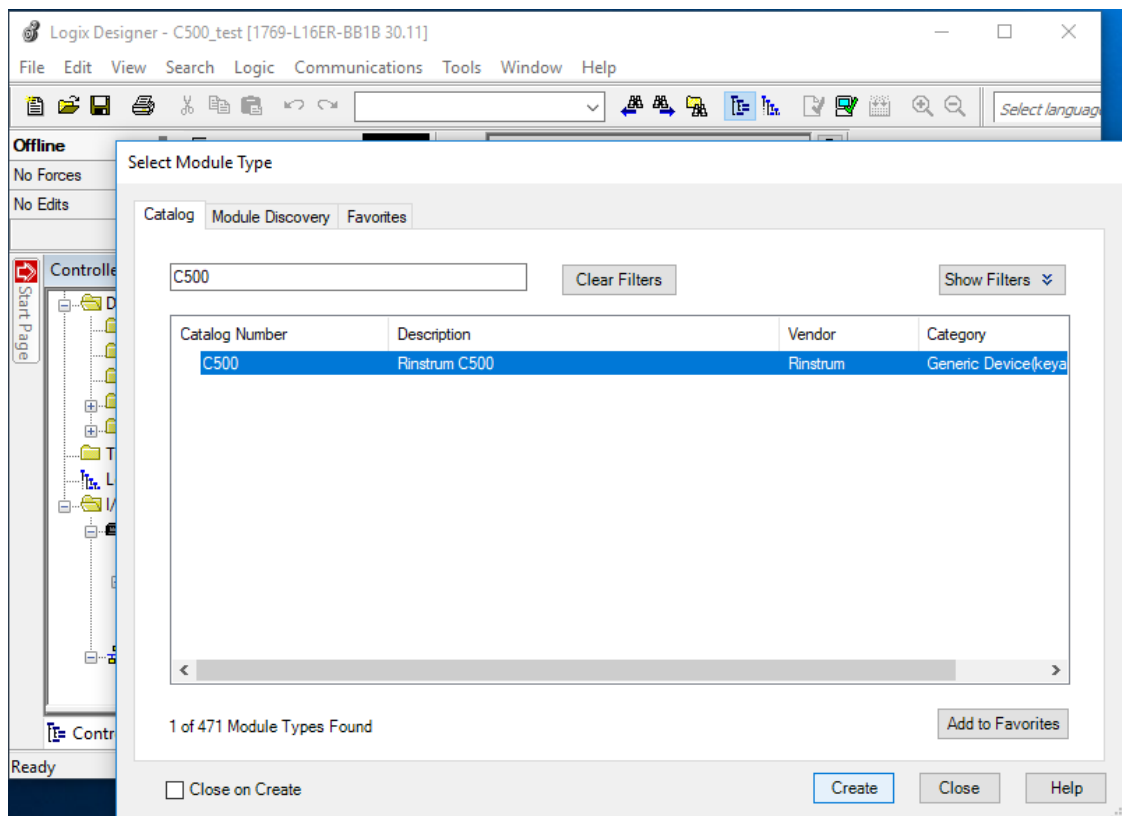 Logix Designer - C500_test [1769-L16ER-BB1B 30.11]
File Edit View Search Logic Communications Tools Window Help
Select language
Offline
No Forces
No Edits
Select Module Type
Catalog Module Discovery Favorites
C500 Clear Filters Show Filters
Start Page
Controlle
D
T
L
I/
Catalog Number Description Vendor Category
C500 Rinstrum C500 Rinstrum Generic Device(keya
1 of 471 Module Types Found
Add to Favorites
Contr
Ready
Close on Create Create Close Help